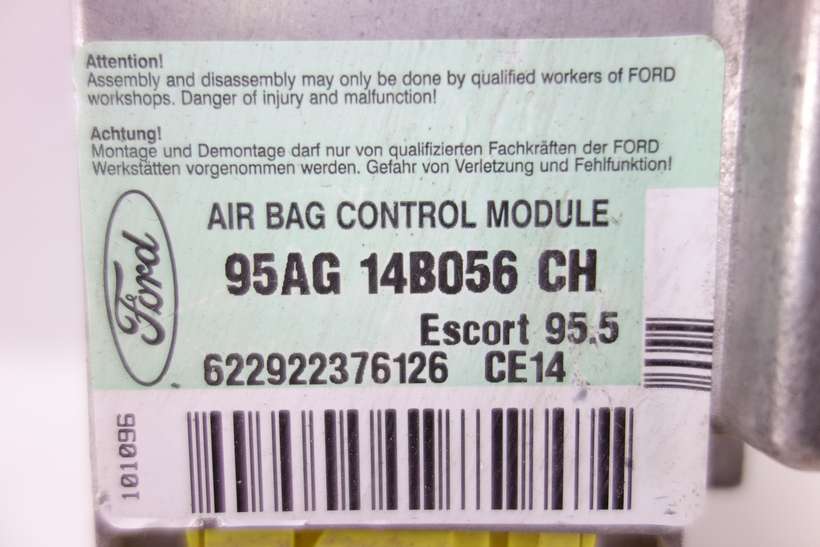 Attention!
Assembly and disassembly may only be done by qualified workers of FORD
workshops. Danger of injury and malfunction!
Achtung!
Montage und Demontage darf nur von qualifizierten Fachkräften der FORD
Werkstätten vorgenommen werden. Gefahr von Verletzung und Fehlfunktion!
AIR BAG CONTROL MODULE
Ford
95AG 14B056 CH
Escort 95.5
622922376126 CE14
101096